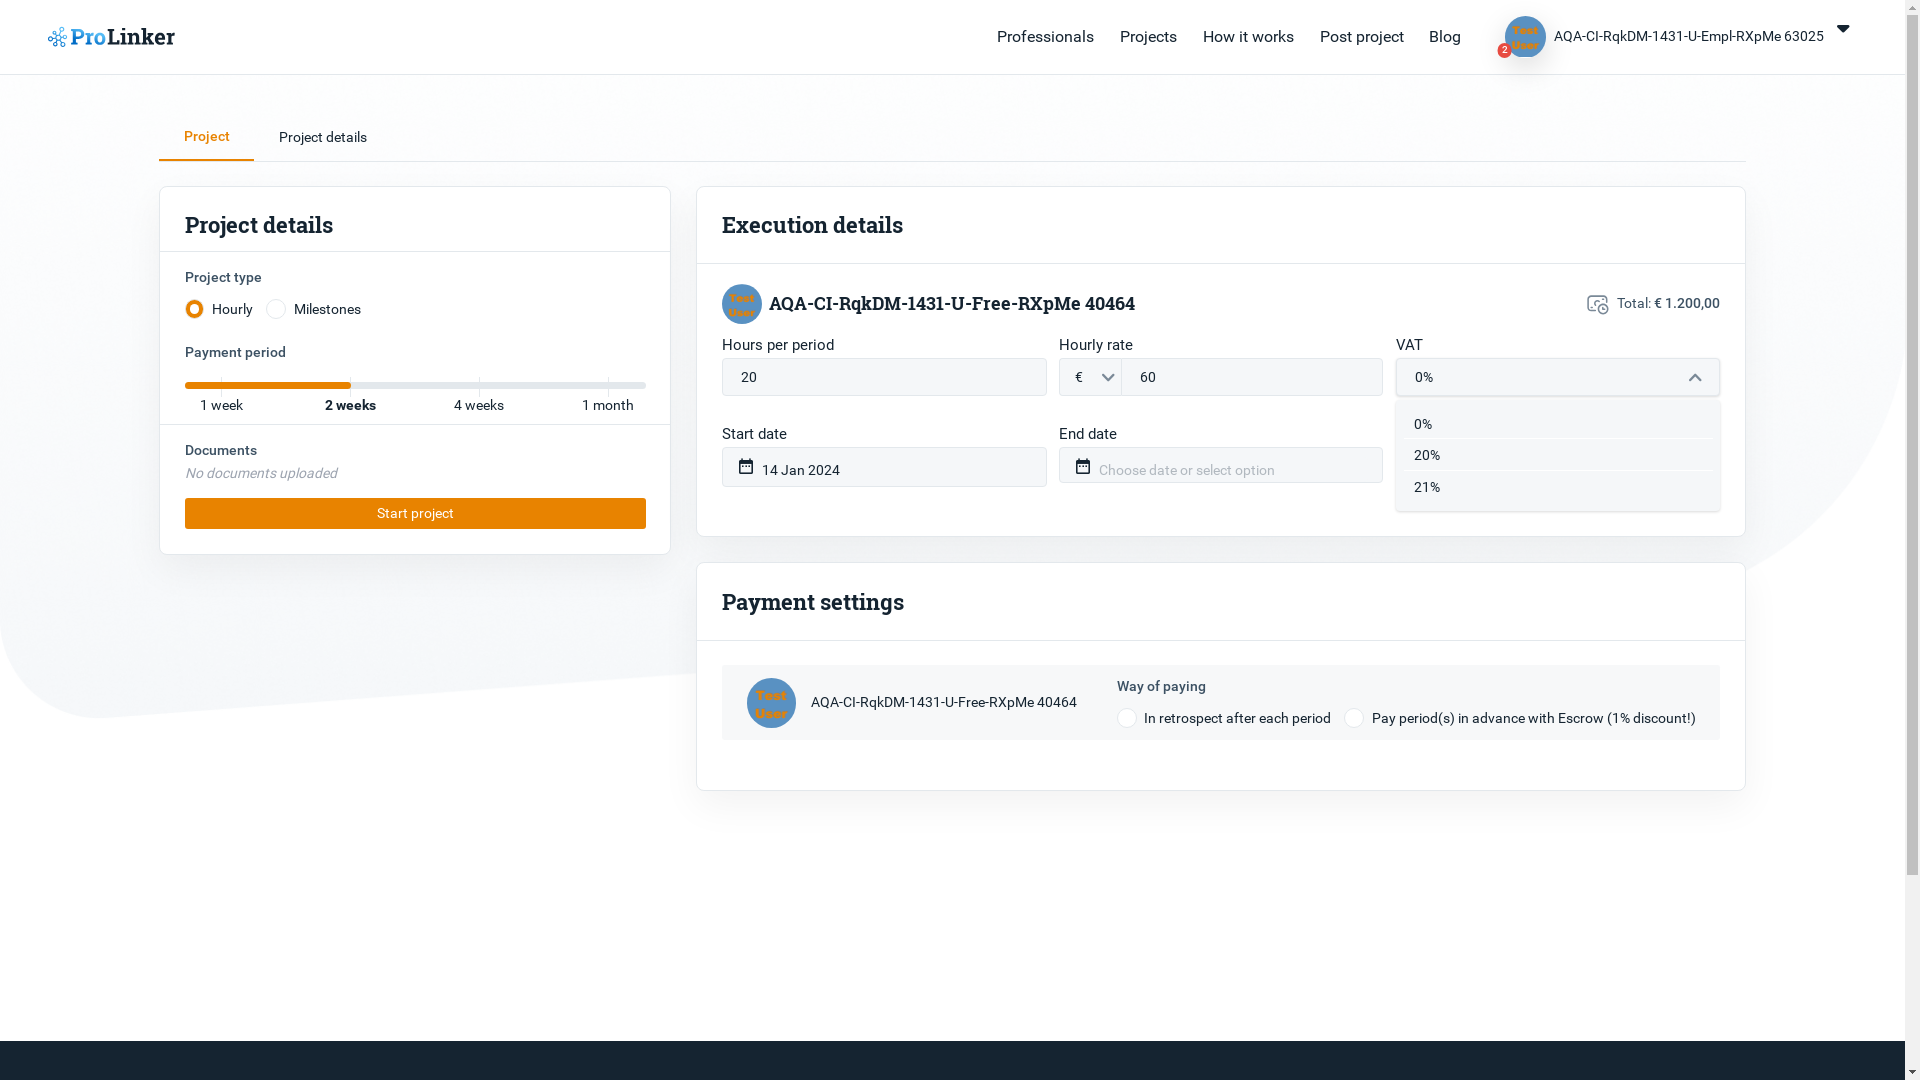 ProLinker
Professionals
Projects
How it works
Post project
Blog
Test
User
2
AQA-CI-RqkDM-1431-U-Empl-RXpMe 63025
Project
Project details
Project details
Project type
Hourly
Milestones
Payment period
1 week
2 weeks
4 weeks
1 month
Documents
No documents uploaded
Start project
Execution details
Test
User
AQA-CI-RqkDM-1431-U-Free-RXpMe 40464
Total: € 1.200,00
Hours per period
20
Hourly rate
€
60
VAT
0%
0%
20%
21%
Start date
14 Jan 2024
End date
Choose date or select option
Payment settings
Test
User
AQA-CI-RqkDM-1431-U-Free-RXpMe 40464
Way of paying
In retrospect after each period
Pay period(s) in advance with Escrow (1% discount!)